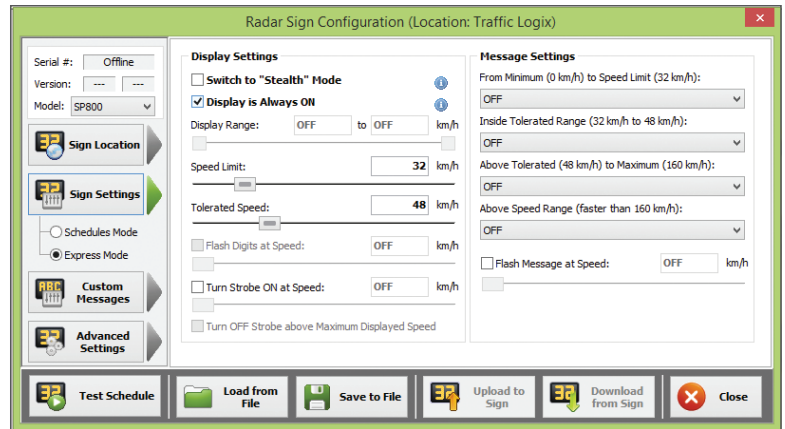 Radar Sign Configuration (Location: Traffic Logix)
Serial #: Offline
Version: --- ---
Model: SP800
Sign Location
Sign Settings
Schedules Mode
Express Mode
Custom
Messages
Advanced
Settings
Display Settings
Switch to "Stealth" Mode
Display is Always ON
Display Range: OFF to OFF km/h
Speed Limit: 32 km/h
Tolerated Speed: 48 km/h
Flash Digits at Speed: OFF km/h
Turn Strobe ON at Speed: OFF km/h
Turn OFF Strobe above Maximum Displayed Speed
Message Settings
From Minimum (0 km/h) to Speed Limit (32 km/h):
OFF
Inside Tolerated Range (32 km/h to 48 km/h):
OFF
Above Tolerated (48 km/h) to Maximum (160 km/h):
OFF
Above Speed Range (faster than 160 km/h):
OFF
Flash Message at Speed: OFF km/h
Test Schedule
Load from
File
Save to File
Upload to
Sign
Download
from Sign
Close